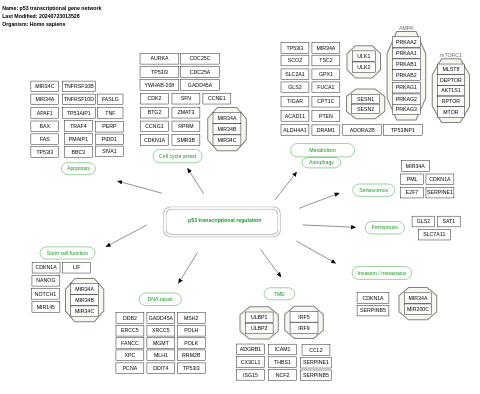 Name: p53 transcriptional gene network
Last Modified: 20240723013528
Organism: Homo sapiens
AMPK
mTORC1
AURKA CDC25C
TP53I3 CDC25A
YWHAB-208 GADD45A
CDK2 SFN CCNE1
BTG2 ZMAT3
CCNG1 RPRM
CDKN1A SMR3B
MIR34A
MIR34B
MIR34C
Cell cycle arrest
MIR34C TNFRSF10B
MIR34A TNFRSF10D FASLG
APAF1 TP53AIP1 TNF
BAX TRAF4 PERP
FAS PMAIP1 PIDD1
TP53I3 BBC3 SIVA1
Apoptosis
TP53I3 MIR34A
SCO2 TSC2
SLC2A1 GPX1
GLS2 FUCA1
TIGAR CPT1C
ACAD11 PTEN
ALDH4A1 DRAM1 ADORA2B TP53INP1
ULK1
ULK2
SESN1
SESN2
PRKAA2
PRKAA1
PRKAB1
PRKAB2
PRKAG1
PRKAG2
PRKAG3
MLST8
DEPTOR
AKT1S1
RPTOR
MTOR
Metabolism
Autophagy
Senescence
MIR34A
PML CDKN1A
E2F7 SERPINE1
p53 transcriptional regulation
Ferroptosis
GLS2 SAT1
SLC7A11
Stem cell function
CDKN1A LIF
NANOG
NOTCH1
MIR145
MIR34A
MIR34B
MIR34C
Invasion / metastasis
CDKN1A
SERPINB5
MIR34A
MIR200C
DNA repair
DDB2 GADD45A MSH2
ERCC5 XRCC5 POLH
FANCC MGMT POLK
XPC MLH1 RRM2B
PCNA DDIT4 TP53I3
TME
ULBP1
ULBP2
IRF5
IRF9
ADGRB1 ICAM1 CCL2
CX3CL1 THBS1 SERPINE1
ISG15 NCF2 SERPINB5